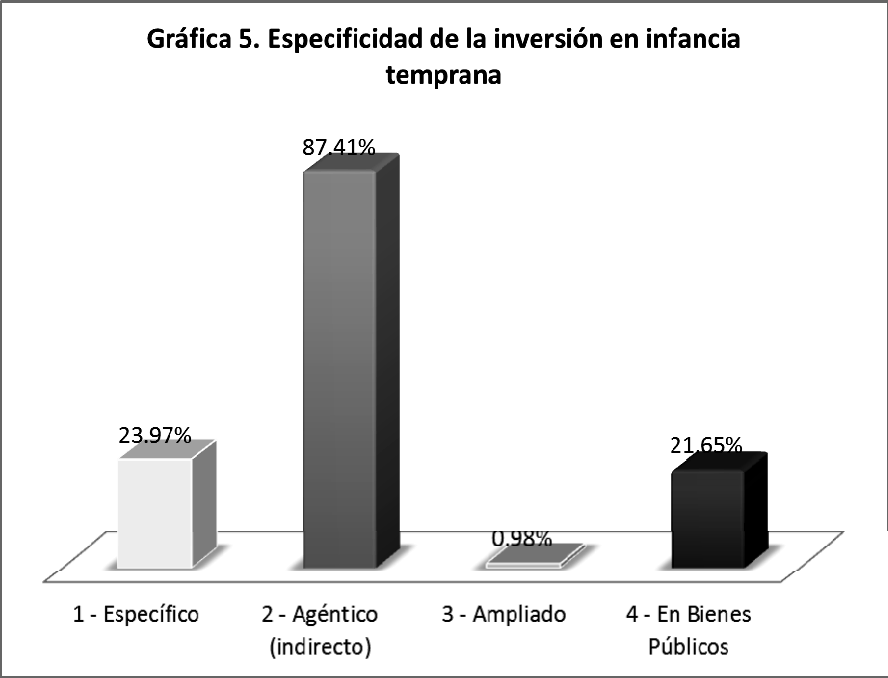 Gráfica 5. Especificidad de la inversión en infancia
temprana
87.41%
23.97%
21.65%
0.98%
1 - Específico
2 - Agéntico
(indirecto)
3 - Ampliado
4 - En Bienes
Públicos